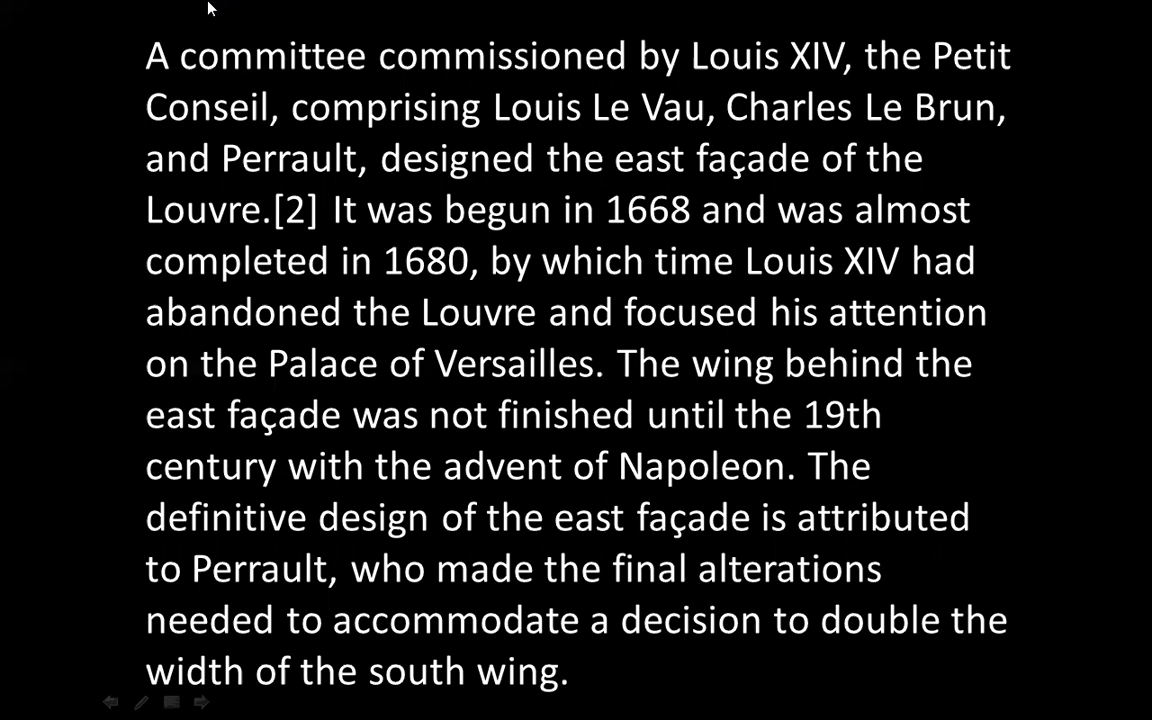 A committee commissioned by Louis XIV, the Petit
Conseil, comprising Louis Le Vau, Charles Le Brun,
and Perrault, designed the east façade of the
Louvre.[2] It was begun in 1668 and was almost
completed in 1680, by which time Louis XIV had
abandoned the Louvre and focused his attention
on the Palace of Versailles. The wing behind the
east façade was not finished until the 19th
century with the advent of Napoleon. The
definitive design of the east façade is attributed
to Perrault, who made the final alterations
needed to accommodate a decision to double the
width of the south wing.